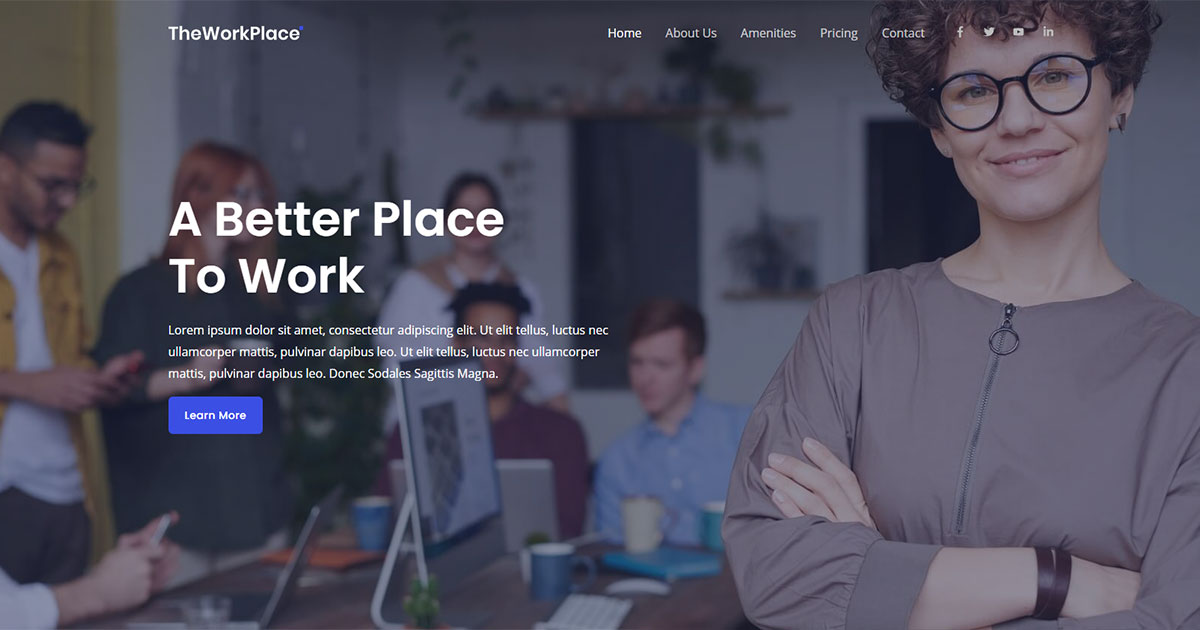 TheWorkPlace
Home About Us Amenities Pricing Contact
A Better Place
To Work
Lorem ipsum dolor sit amet, consectetur adipiscing elit. Ut elit tellus, luctus nec
ullamcorper mattis, pulvinar dapibus leo. Ut elit tellus, luctus nec ullamcorper
mattis, pulvinar dapibus leo. Donec Sodales Sagittis Magna.
Learn More